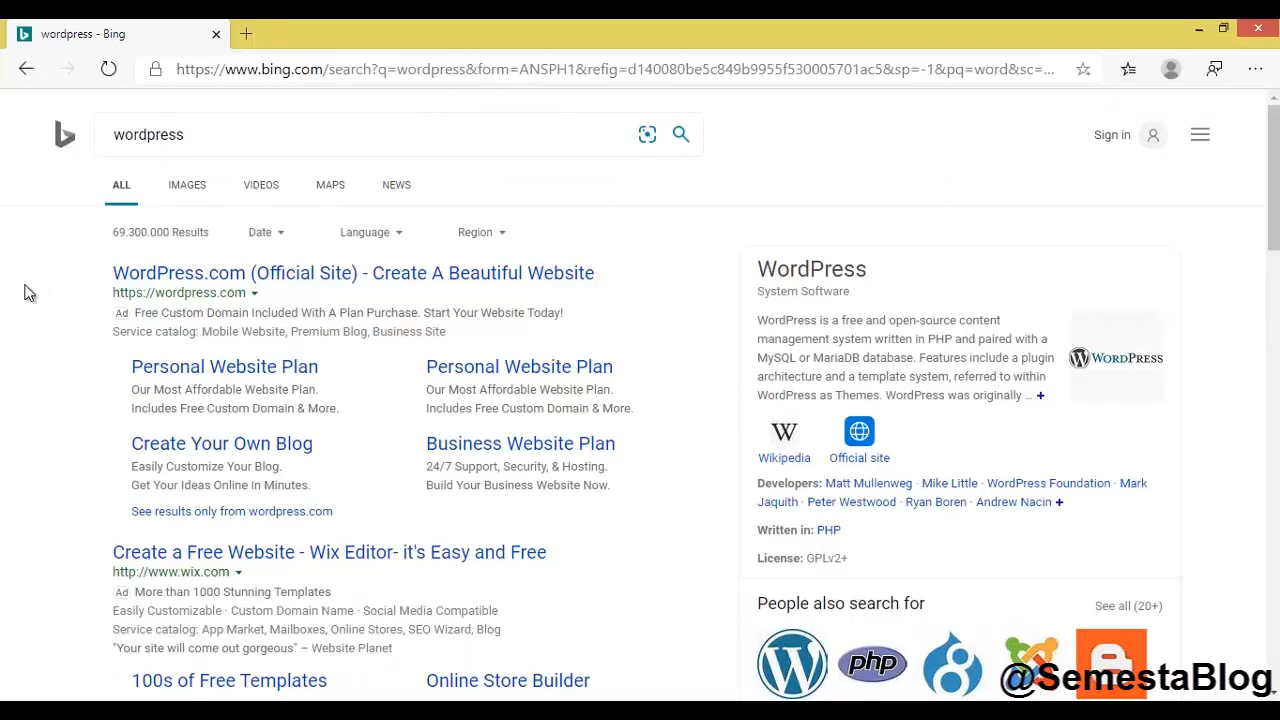 wordpress - Bing
https://www.bing.com/search?q=wordpress&form=ANSPH1&refig=d140080be5c849b9955f530005701ac5&sp=-1&pq=word&sc=...
wordpress
Sign in
ALL IMAGES VIDEOS MAPS NEWS
69.300.000 Results Date Language Region
WordPress.com (Official Site) - Create A Beautiful Website
https://wordpress.com
Ad Free Custom Domain Included With A Plan Purchase. Start Your Website Today!
Service catalog: Mobile Website, Premium Blog, Business Site
Personal Website Plan
Our Most Affordable Website Plan.
Includes Free Custom Domain & More.
Personal Website Plan
Our Most Affordable Website Plan.
Includes Free Custom Domain & More.
Create Your Own Blog
Easily Customize Your Blog.
Get Your Ideas Online In Minutes.
Business Website Plan
24/7 Support, Security, & Hosting.
Build Your Business Website Now.
See results only from wordpress.com
Create a Free Website - Wix Editor- it's Easy and Free
http://www.wix.com
Ad More than 1000 Stunning Templates
Easily Customizable · Custom Domain Name · Social Media Compatible
Service catalog: App Market, Mailboxes, Online Stores, SEO Wizard, Blog
"Your site will come out gorgeous" – Website Planet
100s of Free Templates
Online Store Builder
WordPress
System Software
WordPress is a free and open-source content
management system written in PHP and paired with a
MySQL or MariaDB database. Features include a plugin
architecture and a template system, referred to within
WordPress as Themes. WordPress was originally ... +
WORDPRESS
Wikipedia
Official site
Developers: Matt Mullenweg · Mike Little · WordPress Foundation · Mark
Jaquith · Peter Westwood · Ryan Boren · Andrew Nacin +
Written in: PHP
License: GPLv2+
People also search for
See all (20+)
php
@SemestaBlog